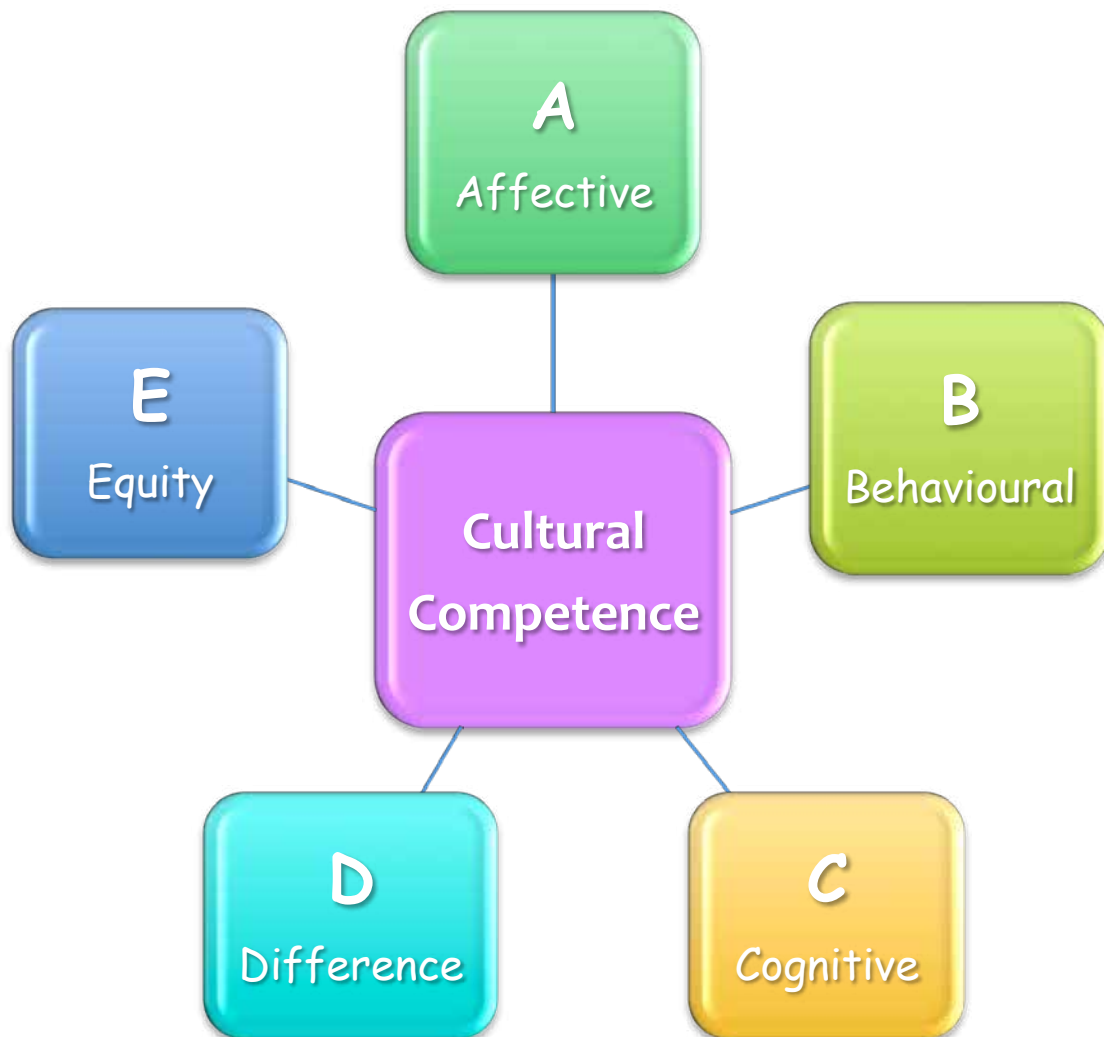 A
Affective
B
Behavioural
C
Cognitive
D
Difference
E
Equity
Cultural
Competence